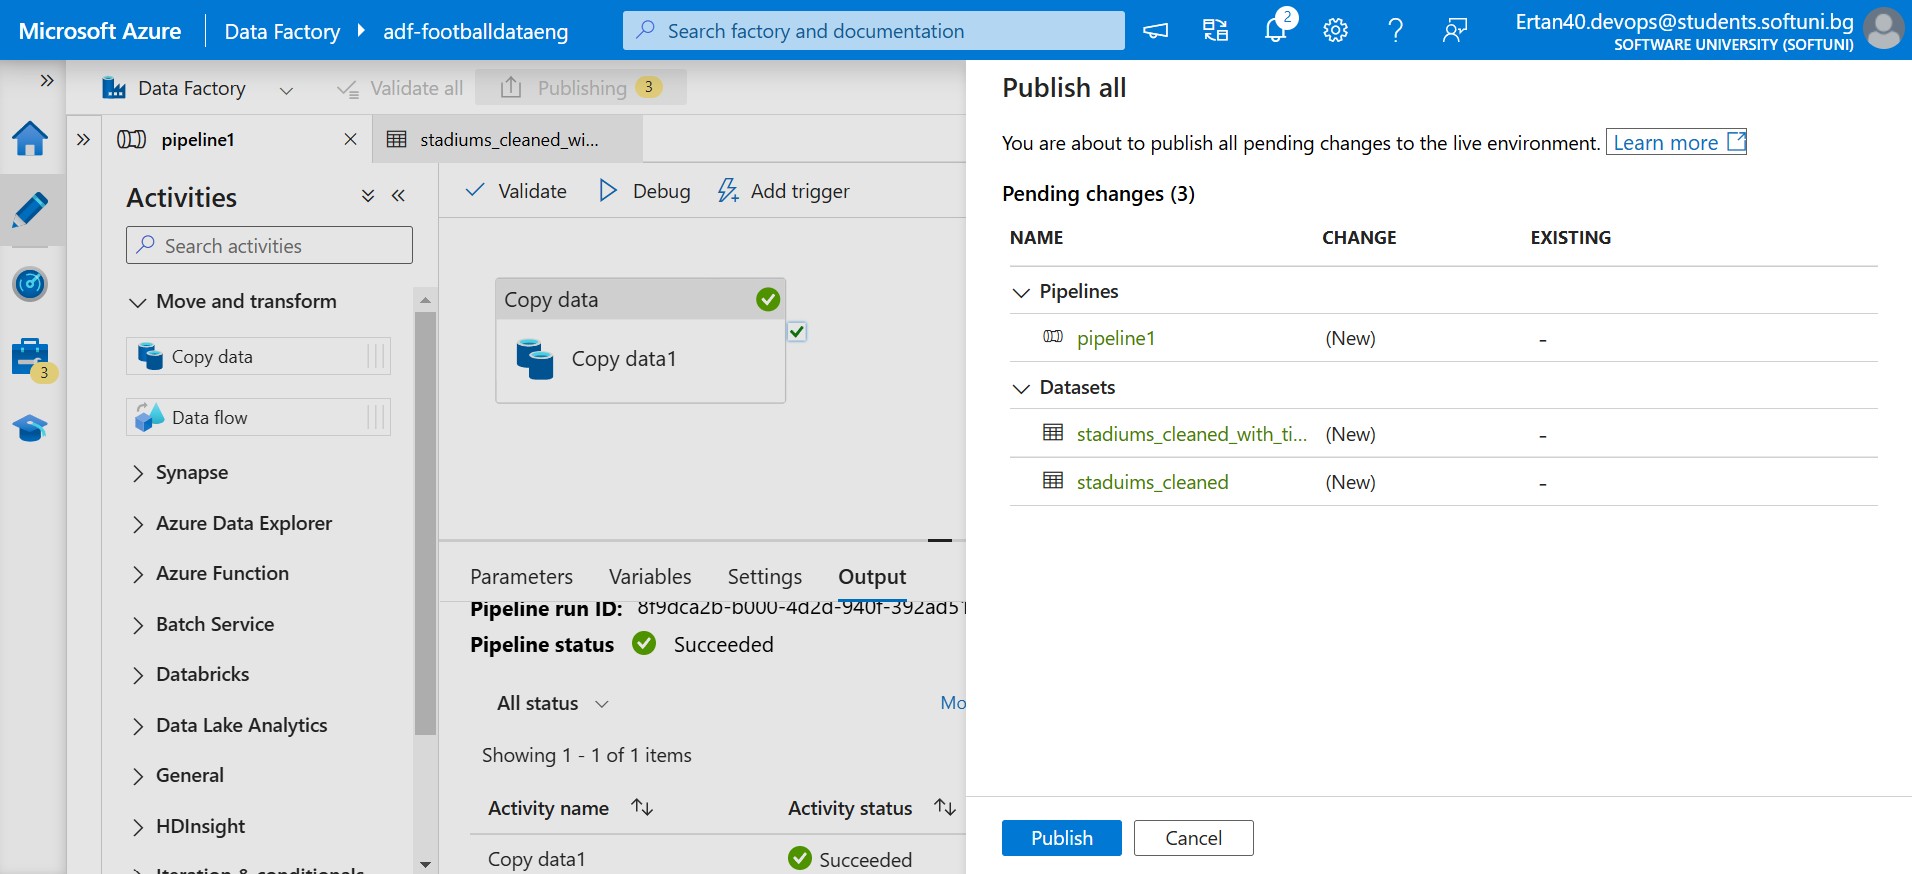 Microsoft Azure
Data Factory
adf-footballdataeng
Search factory and documentation
2
Ertan40.devops@students.softuni.bg
SOFTWARE UNIVERSITY (SOFTUNI)
Data Factory
Validate all
Publishing
3
pipeline1
stadiums_cleaned_wi...
Activities
Search activities
Move and transform
Copy data
Data flow
Synapse
Azure Data Explorer
Azure Function
Batch Service
Databricks
Data Lake Analytics
General
HDInsight
Iteration & conditionals
3
Validate
Debug
Add trigger
Copy data
Copy data1
Parameters
Variables
Settings
Output
Pipeline run ID: 8f9dca2b-b000-4d2d-940f-392ad51
Pipeline status
Succeeded
All status
Mo
Showing 1 - 1 of 1 items
Activity name
Activity status
Copy data1
Succeeded
Publish all
You are about to publish all pending changes to the live environment. Learn more
Pending changes (3)
NAME
CHANGE
EXISTING
Pipelines
pipeline1
(New)
-
Datasets
stadiums_cleaned_with_ti...
(New)
-
staduims_cleaned
(New)
-
Publish
Cancel